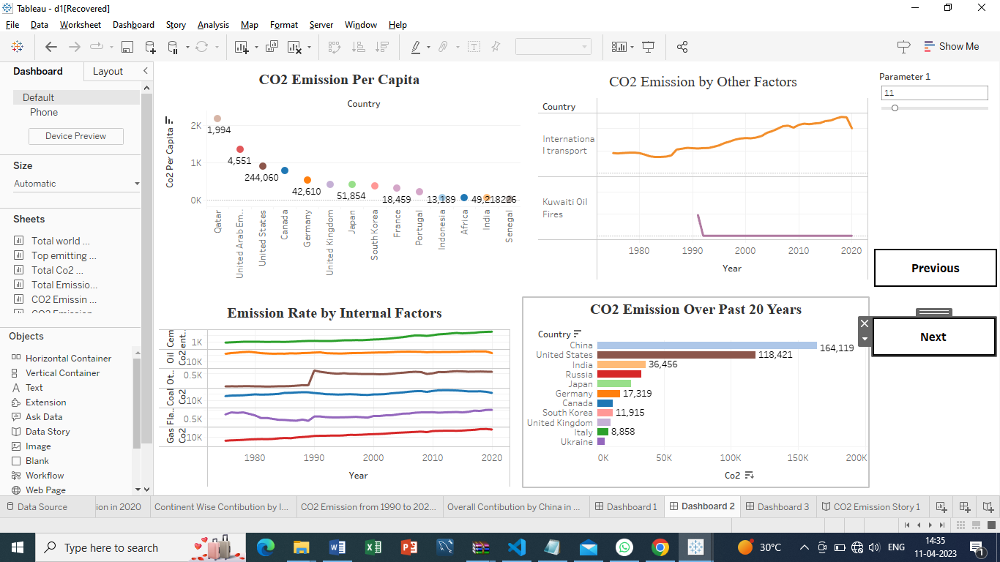 Tableau - d1[Recovered]
File Data Worksheet Dashboard Story Analysis Map Format Server Window Help
Show Me
Dashboard Layout
Default
Phone
Device Preview
Size
Automatic
Sheets
Total world ...
Top emitting ...
Total Co2 ...
Total Emissio...
CO2 Emissin ...
Objects
Horizontal Container
Vertical Container
Text
Extension
Ask Data
Data Story
Image
Blank
Workflow
Web Page
CO2 Emission Per Capita
Country
Co2 Per Capita
2K
1K
0K
1,994
4,551
244,060
42,610
51,854
18,459
13,189
49,218
226
Qatar
United Arab Em..
United States
Canada
Germany
United Kingdom
Japan
South Korea
France
Portugal
Indonesia
Africa
India
Senegal
CO2 Emission by Other Factors
Country
Internationa
l transport
Kuwaiti Oil
Fires
1980 1990 2000 2010 2020
Year
Parameter 1
11
Previous
Next
Emission Rate by Internal Factors
Cem
ent..
1K
Oil
Co2
10K
Ot..
0.5K
Coal
Co2
10K
Fla..
0.5K
Gas
Co2
10K
1980 1990 2000 2010 2020
Year
CO2 Emission Over Past 20 Years
Country
China 164,119
United States 118,421
India 36,456
Russia
Japan
Germany 17,319
Canada
South Korea 11,915
United Kingdom
Italy 8,858
Ukraine
0K 50K 100K 150K 200K
Co2
Data Source ion in 2020 Continent Wise Contibution by I... CO2 Emission from 1990 to 202... Overall Contibution by China in ... Dashboard 1 Dashboard 2 Dashboard 3 CO2 Emission Story 1
Type here to search
30°C
ENG
14:35
11-04-2023
1